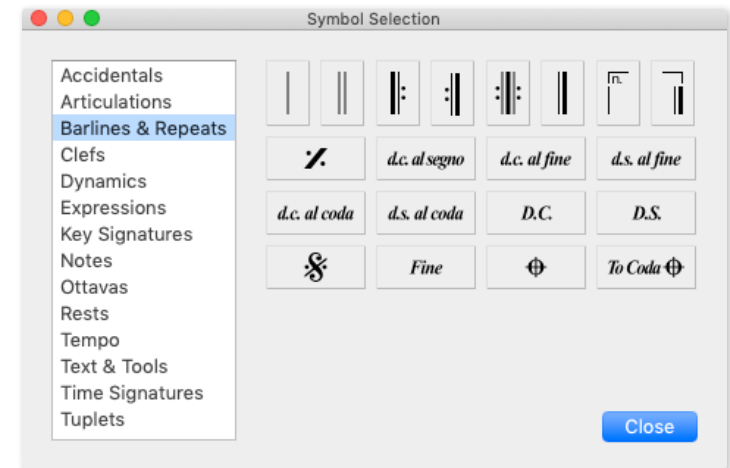 Symbol Selection
Accidentals
Articulations
Barlines & Repeats
Clefs
Dynamics
Expressions
Key Signatures
Notes
Ottavas
Rests
Tempo
Text & Tools
Time Signatures
Tuplets
n.
d.c. al segno
d.c. al fine
d.s. al fine
d.c. al coda
d.s. al coda
D.C.
D.S.
Fine
To Coda
Close